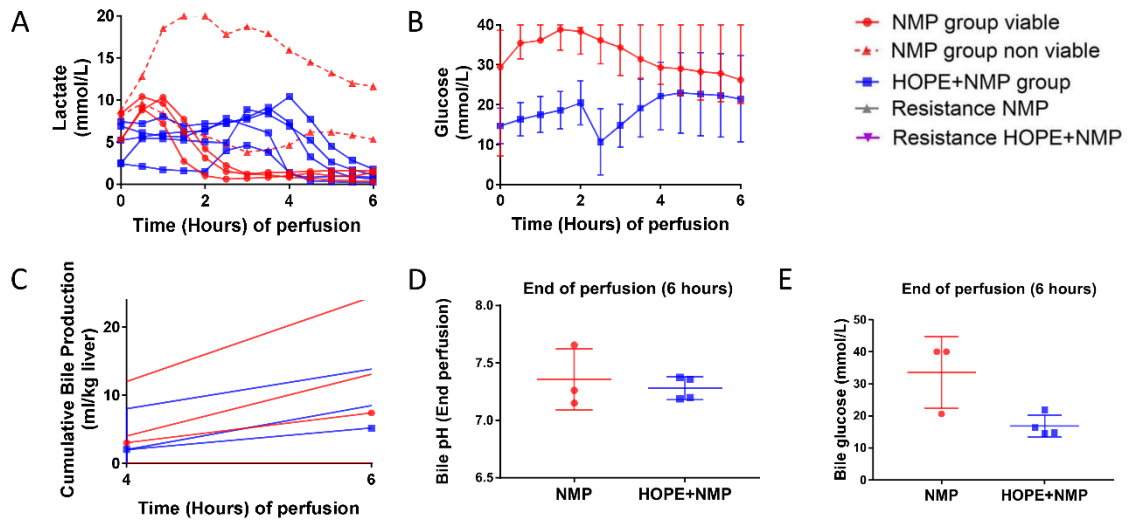 A
Lactate
(mmol/L)
20
15
10
5
0
0
2
4
6
Time (Hours) of perfusion
B
Glucose
(mmol/L)
40
30
20
10
0
0
2
4
6
Time (Hours) of perfusion
NMP group viable
NMP group non viable
HOPE+NMP group
Resistance NMP
Resistance HOPE+NMP
C
Cumulative Bile Production
(ml/kg liver)
20
10
0
4
6
Time (Hours) of perfusion
D
End of perfusion (6 hours)
Bile pH (End perfusion)
8.0
7.5
7.0
6.5
NMP
HOPE+NMP
E
End of perfusion (6 hours)
Bile glucose (mmol/L)
50
40
30
20
10
0
NMP
HOPE+NMP